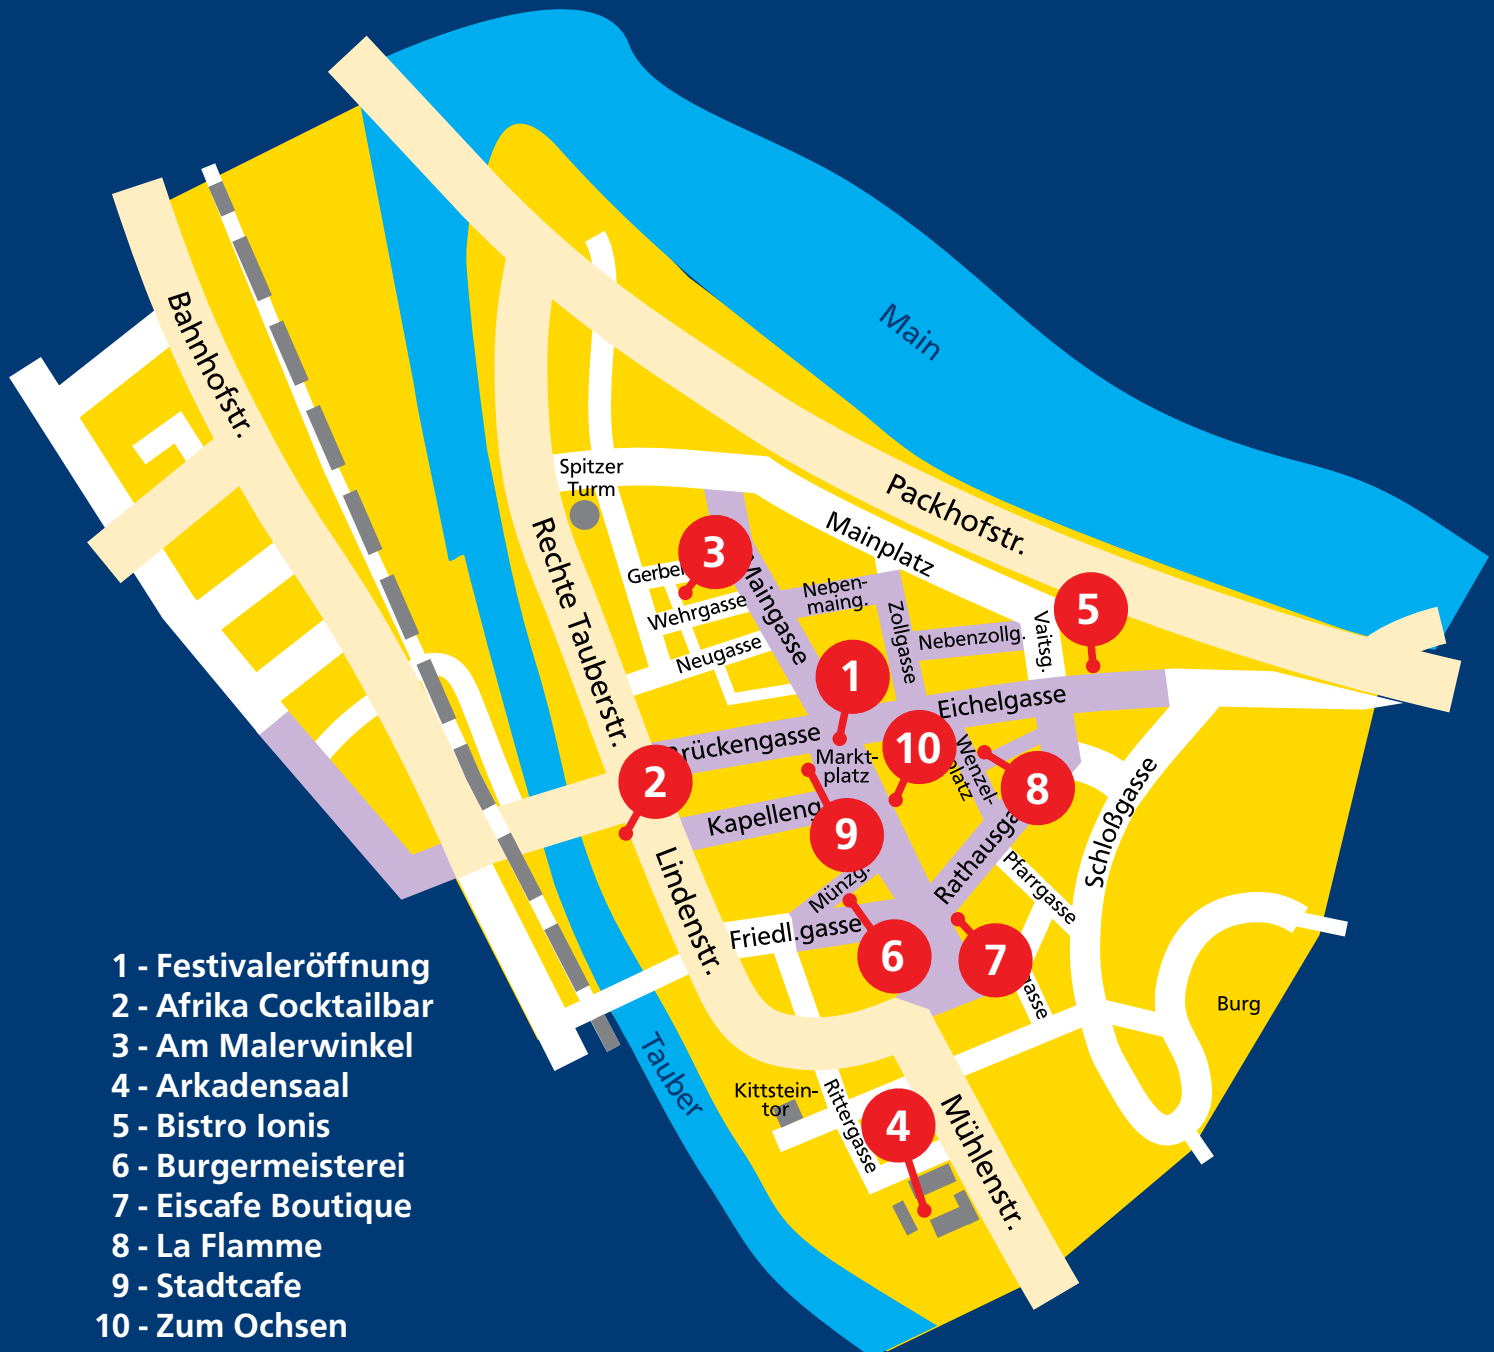 Main
Bahnhofstr.
Spitzer
Turm
Packhofstr.
Mainplatz
Rechte Tauberstr.
3
Maingasse
Neben-
maing.
Wehrgasse
Neugasse
Zollgasse
Nebenzollg.
Vaitsg.
5
1
Eichelgasse
Brückengasse
Markt-
platz
10
Wenzel-
platz
8
2
Kapelleng
9
Schloßgasse
Lindenstr.
Münzg.
Pfarrgasse
Friedl.gasse
6
7
gasse
Burg
Tauber
Kittstein-
tor
Rittergasse
4
Mühlenstr.
1 - Festivaleröffnung
2 - Afrika Cocktailbar
3 - Am Malerwinkel
4 - Arkadensaal
5 - Bistro Ionis
6 - Burgermeisterei
7 - Eiscafe Boutique
8 - La Flamme
9 - Stadtcafe
10 - Zum Ochsen